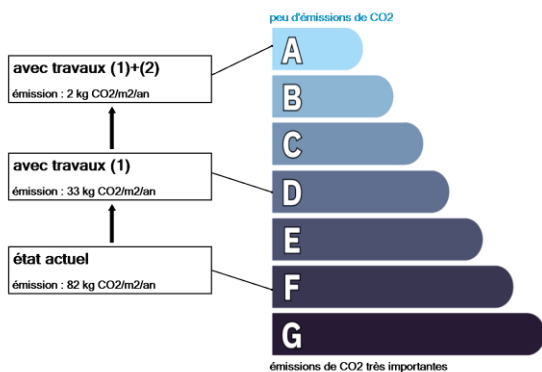 peu d'émissions de CO2
A
avec travaux (1)+(2)
émission : 2 kg CO2/m2/an
B
C
avec travaux (1)
émission : 33 kg CO2/m2/an
D
E
état actuel
émission : 82 kg CO2/m2/an
F
G
émissions de CO2 très importantes